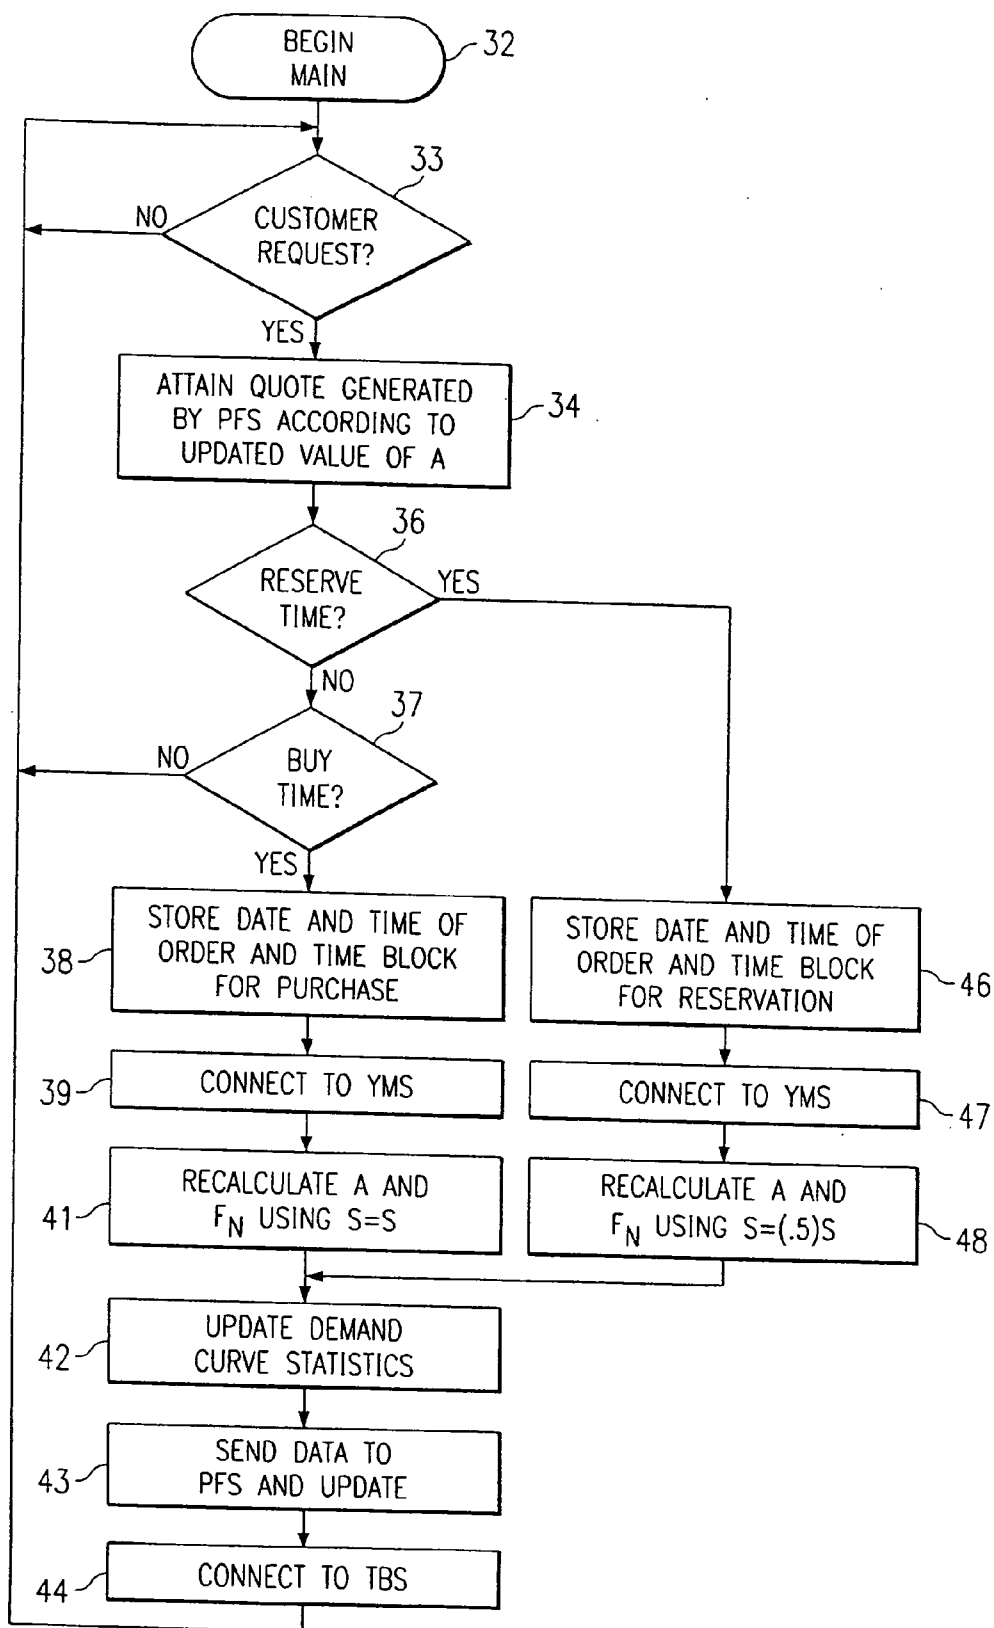 BEGIN
MAIN
32
33
CUSTOMER
REQUEST?
NO
YES
ATTAIN QUOTE GENERATED
BY PFS ACCORDING TO
UPDATED VALUE OF A
34
36
RESERVE
TIME?
YES
NO
37
BUY
TIME?
NO
YES
STORE DATE AND TIME OF
ORDER AND TIME BLOCK
FOR PURCHASE
38
STORE DATE AND TIME OF
ORDER AND TIME BLOCK
FOR RESERVATION
46
CONNECT TO YMS
39
CONNECT TO YMS
47
RECALCULATE A AND
F_N USING S=S
41
RECALCULATE A AND
F_N USING S=(.5)S
48
UPDATE DEMAND
CURVE STATISTICS
42
SEND DATA TO
PFS AND UPDATE
43
CONNECT TO TBS
44